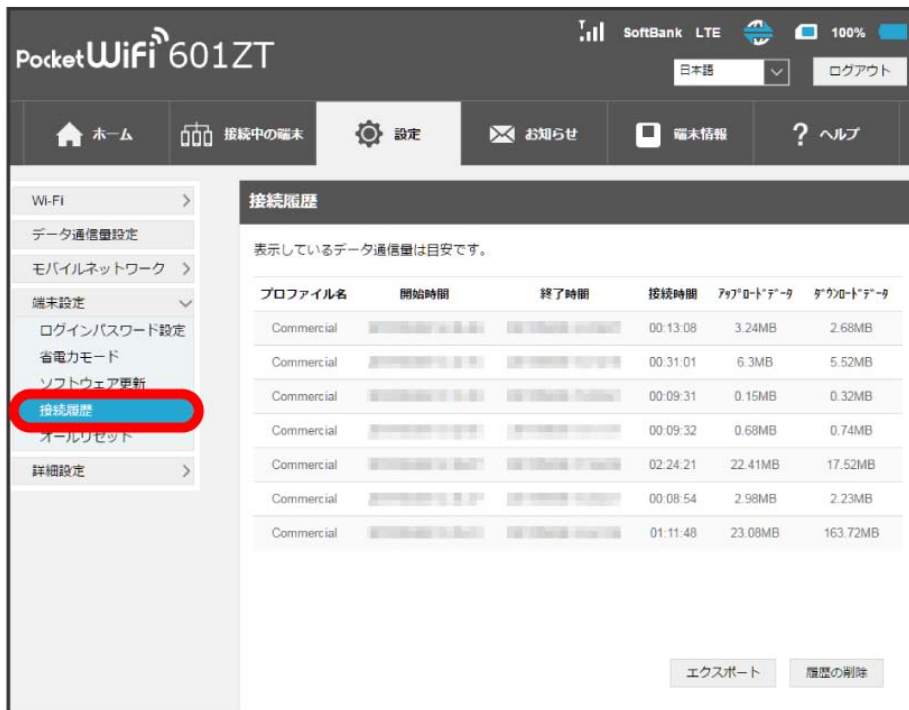 SoftBank LTE 100%
Pocket WiFi 601ZT
日本語 ログアウト
ホーム 接続中の端末 設定 お知らせ 端末情報 ? ヘルプ
Wi-Fi
データ通信量設定
モバイルネットワーク
端末設定
ログインパスワード設定
省電力モード
ソフトウェア更新
接続履歴
オールリセット
詳細設定
接続履歴
表示しているデータ通信量は目安です。
プロファイル名 開始時間 終了時間 接続時間 ｱｯﾌﾟﾛｰﾄﾞﾃﾞｰﾀ ﾀﾞｳﾝﾛｰﾄﾞﾃﾞｰﾀ
Commercial 00:13:08 3.24MB 2.68MB
Commercial 00:31:01 6.3MB 5.52MB
Commercial 00:09:31 0.15MB 0.32MB
Commercial 00:09:32 0.68MB 0.74MB
Commercial 02:24:21 22.41MB 17.52MB
Commercial 00:08:54 2.98MB 2.23MB
Commercial 01:11:48 23.08MB 163.72MB
エクスポート 履歴の削除